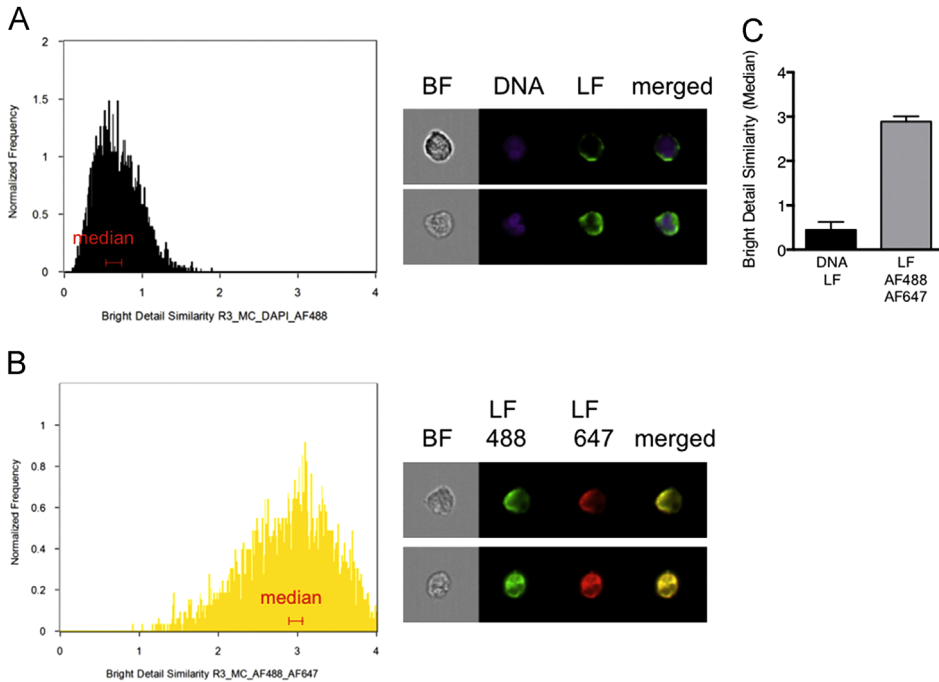 A
Normalized Frequency
2
1.5
1
0.5
0
median
0 1 2 3 4
Bright Detail Similarity R3_MC_DAPI_AF488
BF DNA LF merged
C
Bright Detail Similarity (Median)
4
3
2
1
0
DNA
LF
LF
AF488
AF647
B
Normalized Frequency
1
0.8
0.6
0.4
0.2
0
median
0 1 2 3 4
Bright Detail Similarity R3_MC_AF488_AF647
LF LF
BF 488 647 merged